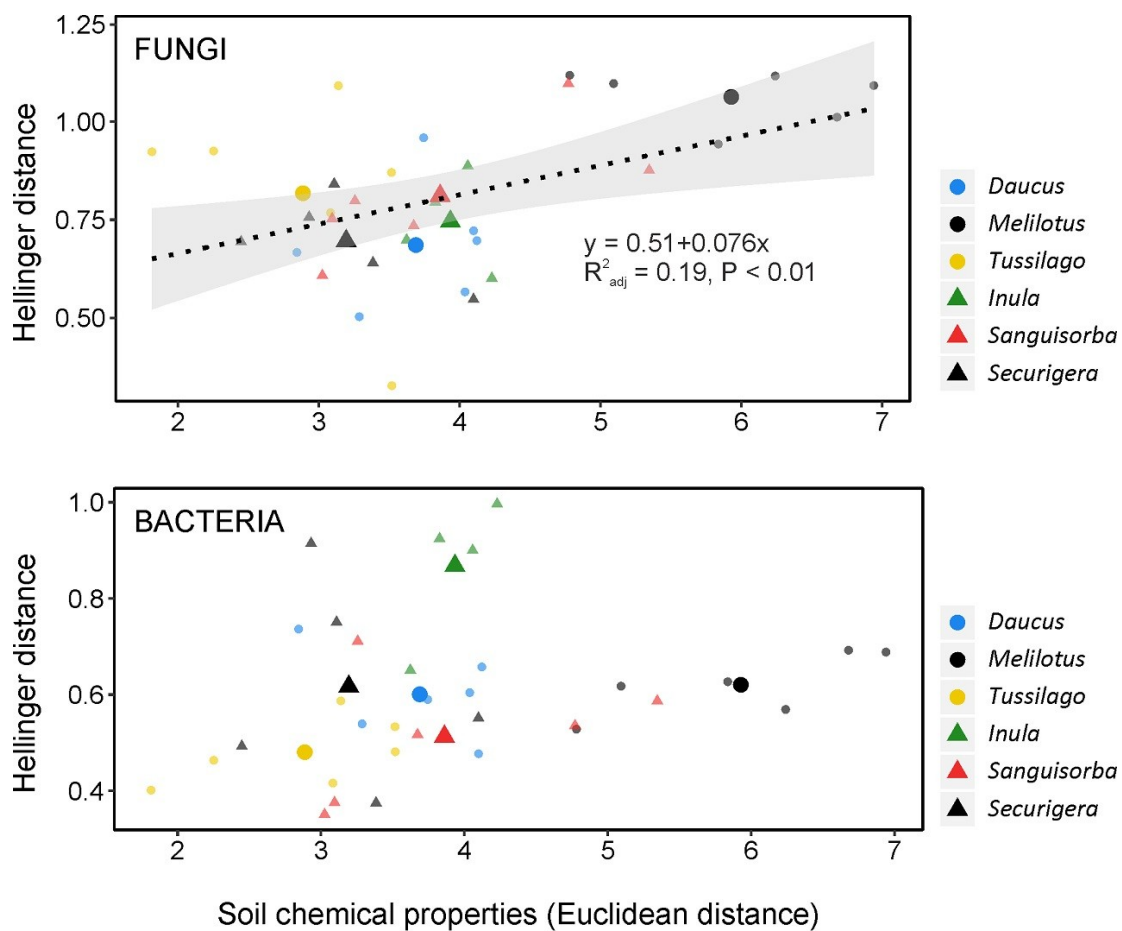 FUNGI
Hellinger distance
1.25
1.00
0.75
0.50
2 3 4 5 6 7
y = 0.51+0.076x
R²adj = 0.19, P < 0.01
Daucus
Melilotus
Tussilago
Inula
Sanguisorba
Securigera
BACTERIA
Hellinger distance
1.0
0.8
0.6
0.4
2 3 4 5 6 7
Daucus
Melilotus
Tussilago
Inula
Sanguisorba
Securigera
Soil chemical properties (Euclidean distance)